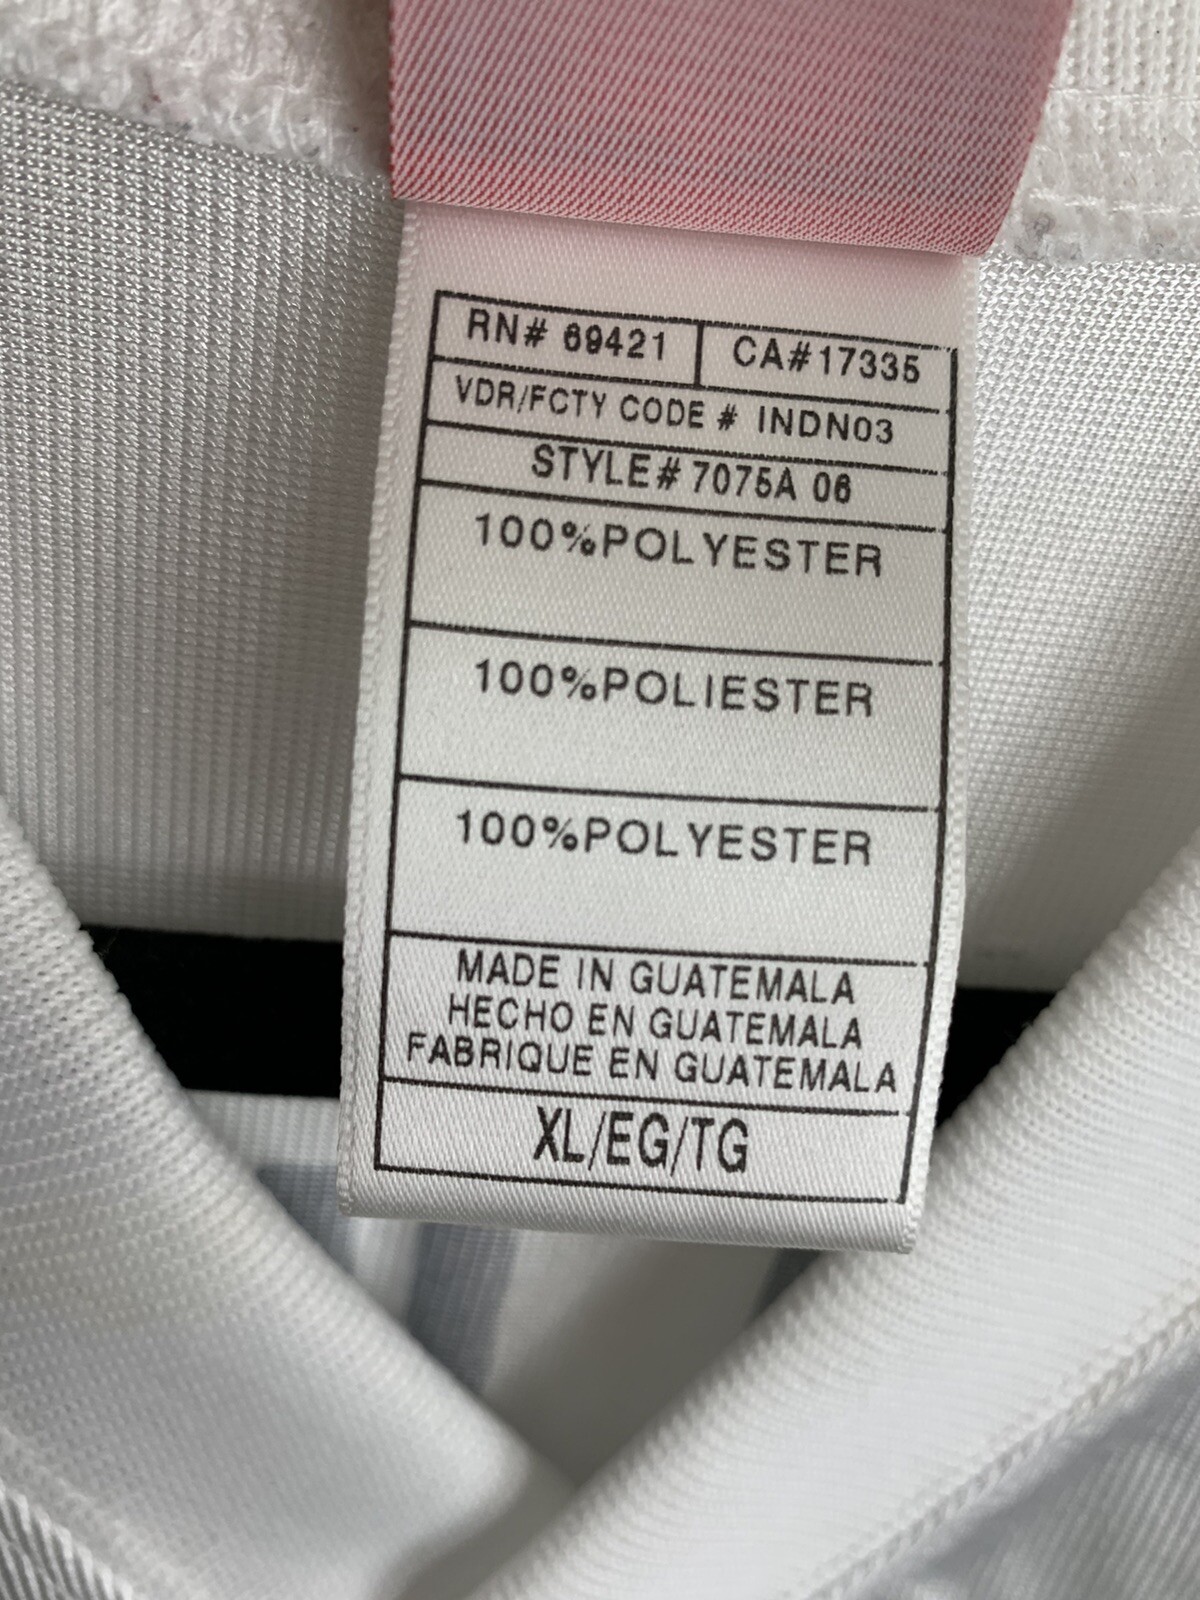 RN# 69421 CA#17335
VDR/FCTY CODE # INDN03
STYLE# 7075A 06
100%POLYESTER
100%POLIESTER
100%POLYESTER
MADE IN GUATEMALA
HECHO EN GUATEMALA
FABRIQUE EN GUATEMALA
XL/EG/TG